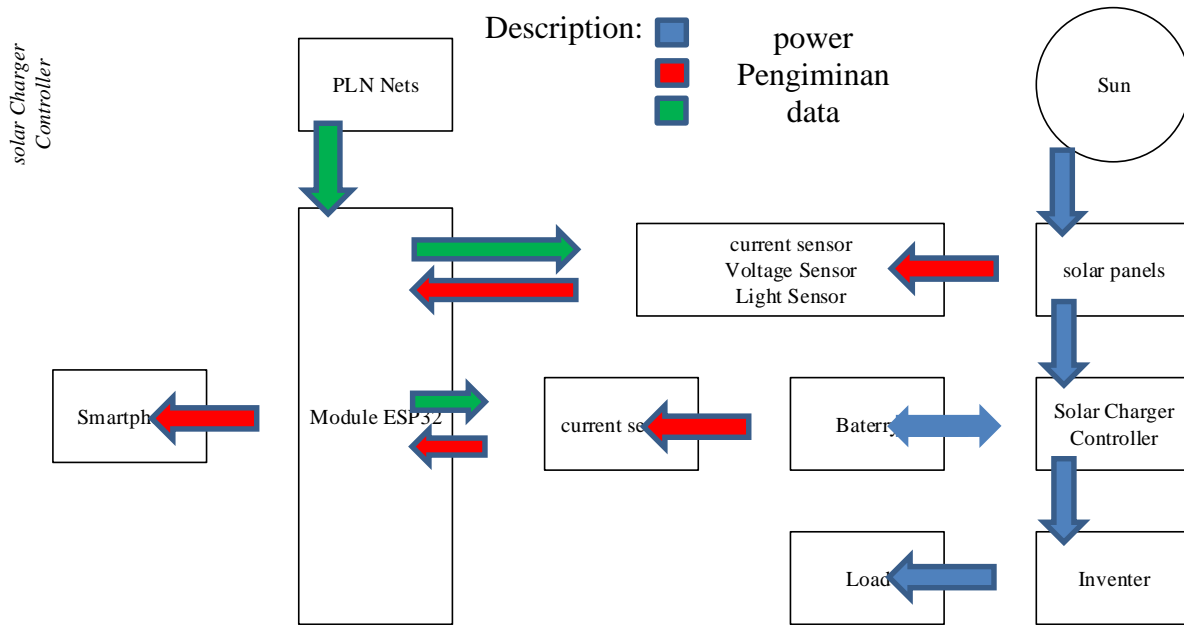 solar Charger
Controller
Description:
power
Pengiminan
data
PLN Nets
Sun
current sensor
Voltage Sensor
Light Sensor
solar panels
Smartph
Module ESP32
current se
Baterry
Solar Charger
Controller
Load
Inventer